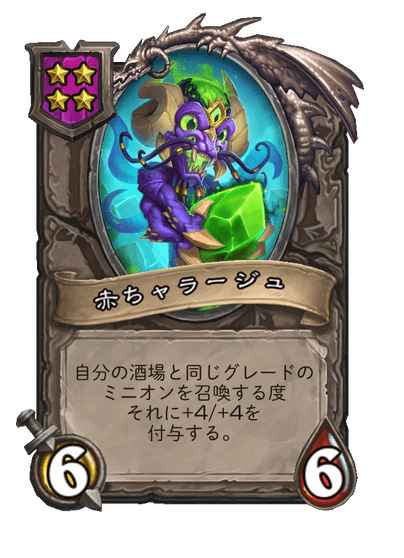 赤ちャラージュ
自分の酒場と同じグレードの
ミニオンを召喚する度
それに+4/+4を
付与する。
6
6